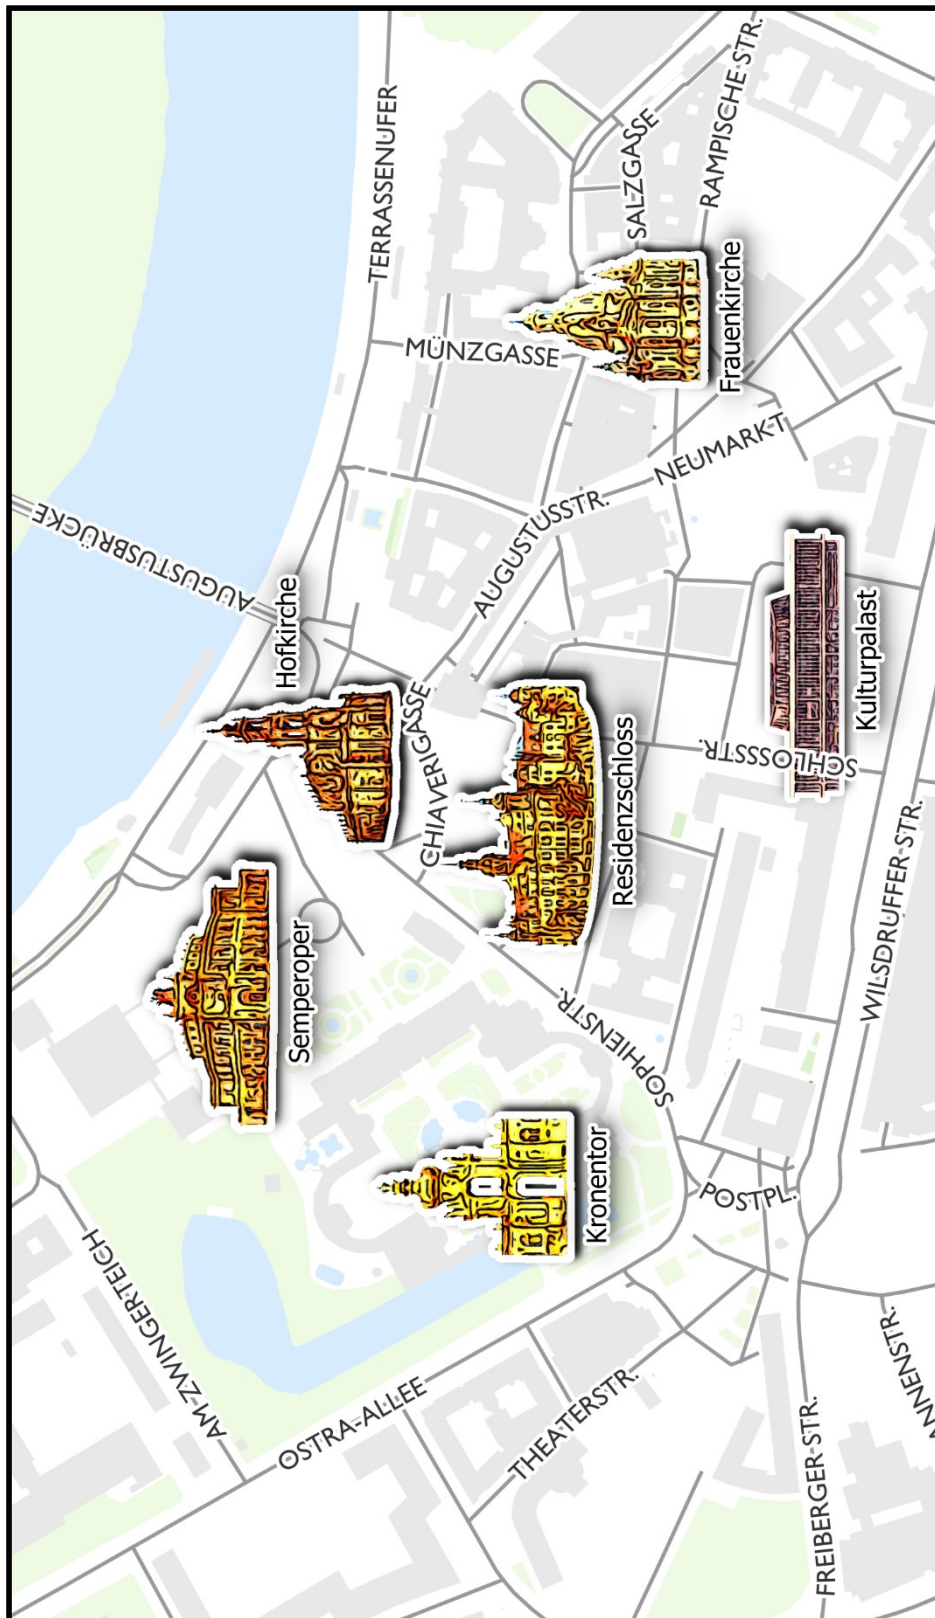 AUGUSTUSBRÜCKE
TERRASSENUFER
Hofkirche
Semperoper
AM ZWINGERTEICH
MÜNZGASSE
SALZGASSE
RAMPISCHE STR.
Frauenkirche
AUGUSTUSSTR.
NEUMARKT
CHIAVERIGASSE
Residenzschloss
SOPHIENSTR.
Kronentor
OSTRA-ALLEE
THEATERSTR.
POSTPL.
SCHLOSSSTR.
Kulturpalast
WILSDRUFFER STR.
FREIBERGER STR.
ANNENSTR.